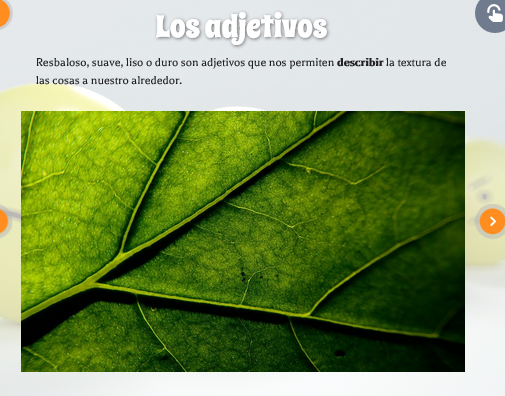 Los adjetivos
Resbaloso, suave, liso o duro son adjetivos que nos permiten describir la textura de
las cosas a nuestro alrededor.